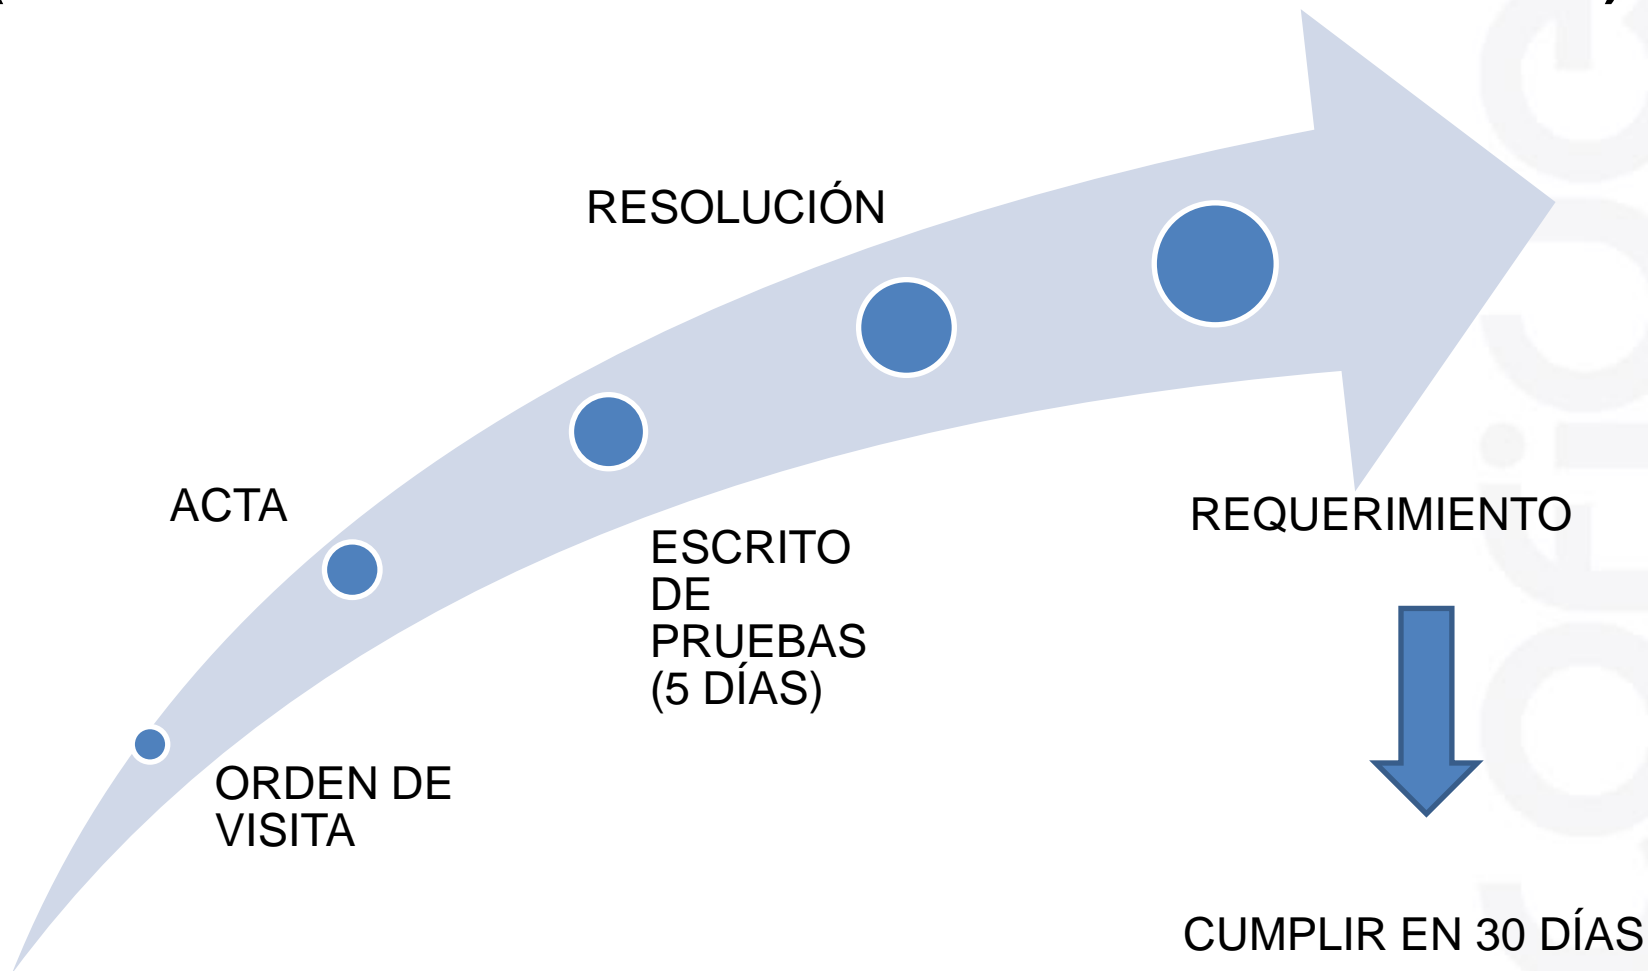 ORDEN DE
VISITA
ACTA
ESCRITO
DE
PRUEBAS
(5 DÍAS)
RESOLUCIÓN
REQUERIMIENTO
CUMPLIR EN 30 DÍAS